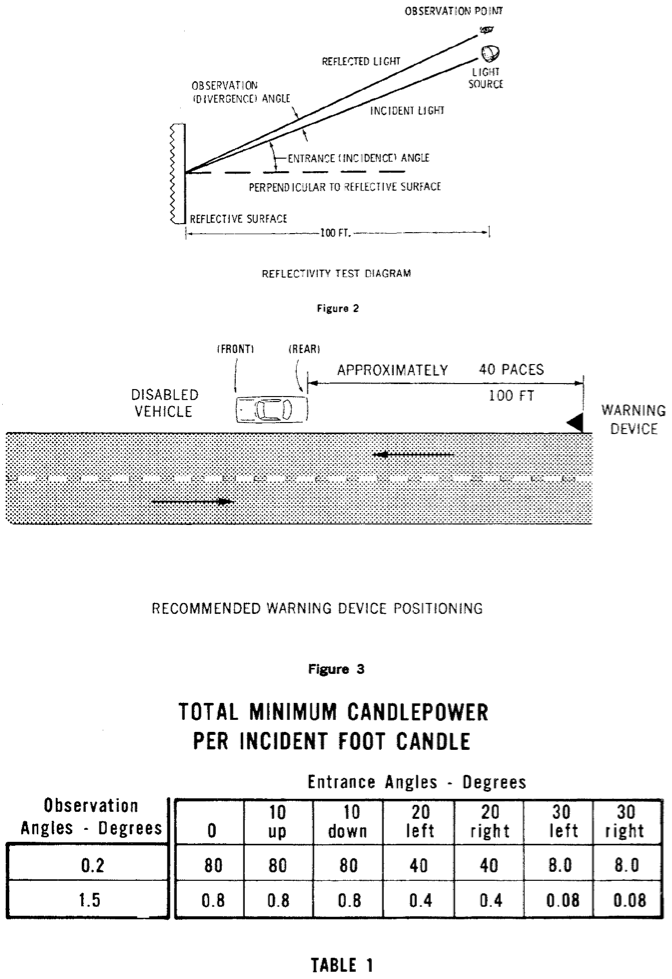 OBSERVATION POINT
REFLECTED LIGHT
LIGHT
SOURCE
OBSERVATION
(DIVERGENCE) ANGLE
INCIDENT LIGHT
ENTRANCE (INCIDENCE) ANGLE
PERPENDICULAR TO REFLECTIVE SURFACE
REFLECTIVE SURFACE
100 FT.
REFLECTIVITY TEST DIAGRAM
Figure 2
(FRONT) (REAR)
APPROXIMATELY 40 PACES
100 FT
DISABLED
VEHICLE
WARNING
DEVICE
RECOMMENDED WARNING DEVICE POSITIONING
Figure 3
TOTAL MINIMUM CANDLEPOWER
PER INCIDENT FOOT CANDLE
Entrance Angles - Degrees
Observation
Angles - Degrees
0 10 up 10 down 20 left 20 right 30 left 30 right
0.2 80 80 80 40 40 8.0 8.0
1.5 0.8 0.8 0.8 0.4 0.4 0.08 0.08
TABLE 1